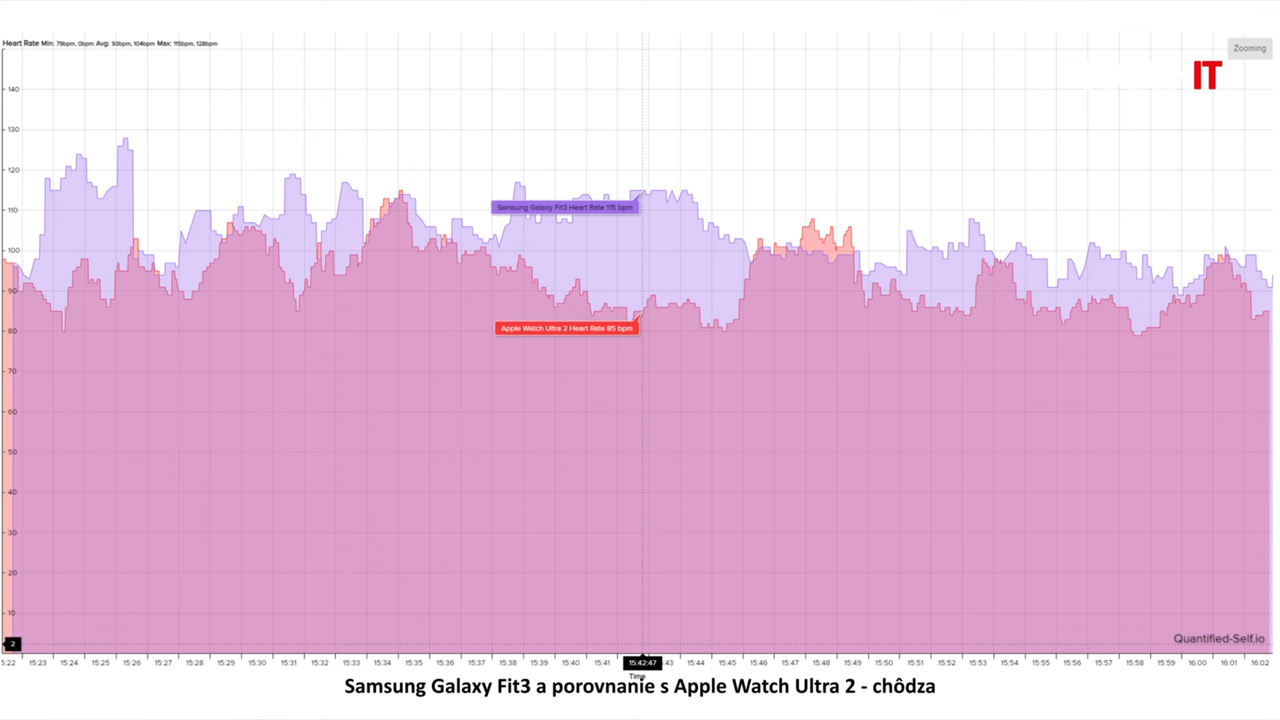 Heart Rate Min: 79bpm, 0bpm Avg: 93bpm, 104bpm Max: 115bpm, 128bpm
Zooming
IT
140
130
120
110
100
90
80
70
60
50
40
30
20
10
2
Samsung Galaxy Fit3 Heart Rate 115 bpm
Apple Watch Ultra 2 Heart Rate 85 bpm
Quantified-Self.io
5:22 15:23 15:24 15:25 15:26 15:27 15:28 15:29 15:30 15:31 15:32 15:33 15:34 15:35 15:36 15:37 15:38 15:39 15:40 15:41 15:42:47 :43 15:44 15:45 15:46 15:47 15:48 15:49 15:50 15:51 15:52 15:53 15:54 15:55 15:56 15:57 15:58 15:59 16:00 16:01 16:02
Time
Samsung Galaxy Fit3 a porovnanie s Apple Watch Ultra 2 - chôdza